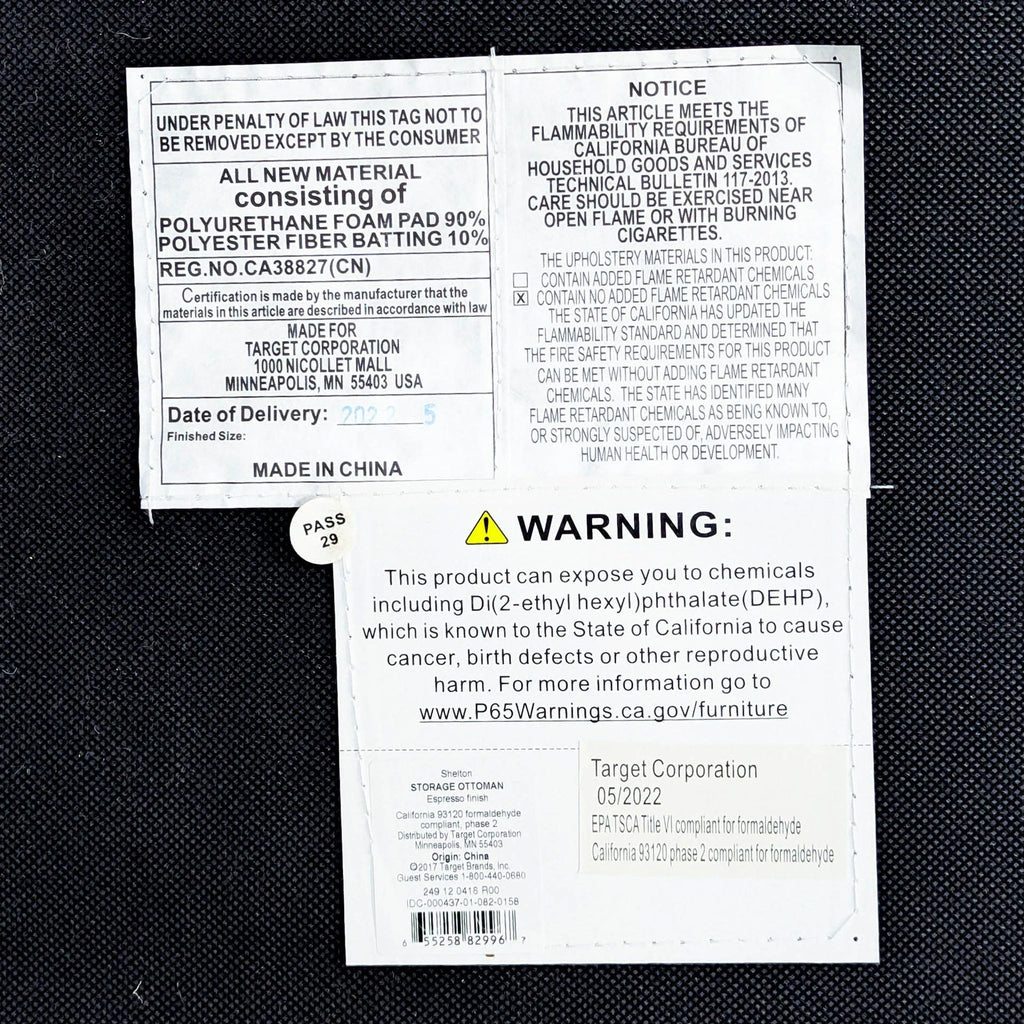 UNDER PENALTY OF LAW THIS TAG NOT TO
BE REMOVED EXCEPT BY THE CONSUMER
ALL NEW MATERIAL
consisting of
POLYURETHANE FOAM PAD 90%
POLYESTER FIBER BATTING 10%
REG.NO.CA38827(CN)
Certification is made by the manufacturer that the
materials in this article are described in accordance with law
MADE FOR
TARGET CORPORATION
1000 NICOLLET MALL
MINNEAPOLIS, MN 55403 USA
Date of Delivery: 2022 5
Finished Size:
MADE IN CHINA
NOTICE
THIS ARTICLE MEETS THE
FLAMMABILITY REQUIREMENTS OF
CALIFORNIA BUREAU OF
HOUSEHOLD GOODS AND SERVICES
TECHNICAL BULLETIN 117-2013.
CARE SHOULD BE EXERCISED NEAR
OPEN FLAME OR WITH BURNING
CIGARETTES.
THE UPHOLSTERY MATERIALS IN THIS PRODUCT:
CONTAIN ADDED FLAME RETARDANT CHEMICALS
X CONTAIN NO ADDED FLAME RETARDANT CHEMICALS
THE STATE OF CALIFORNIA HAS UPDATED THE
FLAMMABILITY STANDARD AND DETERMINED THAT
THE FIRE SAFETY REQUIREMENTS FOR THIS PRODUCT
CAN BE MET WITHOUT ADDING FLAME RETARDANT
CHEMICALS. THE STATE HAS IDENTIFIED MANY
FLAME RETARDANT CHEMICALS AS BEING KNOWN TO,
OR STRONGLY SUSPECTED OF, ADVERSELY IMPACTING
HUMAN HEALTH OR DEVELOPMENT.
PASS
29
WARNING:
This product can expose you to chemicals
including Di(2-ethyl hexyl)phthalate(DEHP),
which is known to the State of California to cause
cancer, birth defects or other reproductive
harm. For more information go to
www.P65Warnings.ca.gov/furniture
Shelton
STORAGE OTTOMAN
Espresso finish
California 93120 formaldehyde
compliant, phase 2
Distributed by Target Corporation
Minneapolis, MN 55403
Origin: China
©2017 Target Brands, Inc.
Guest Services 1-800-440-0680
249 12 0416 R00
IDC-000437-01-082-0158
6 55258 82996 7
Target Corporation
05/2022
EPA TSCA Title VI compliant for formaldehyde
California 93120 phase 2 compliant for formaldehyde